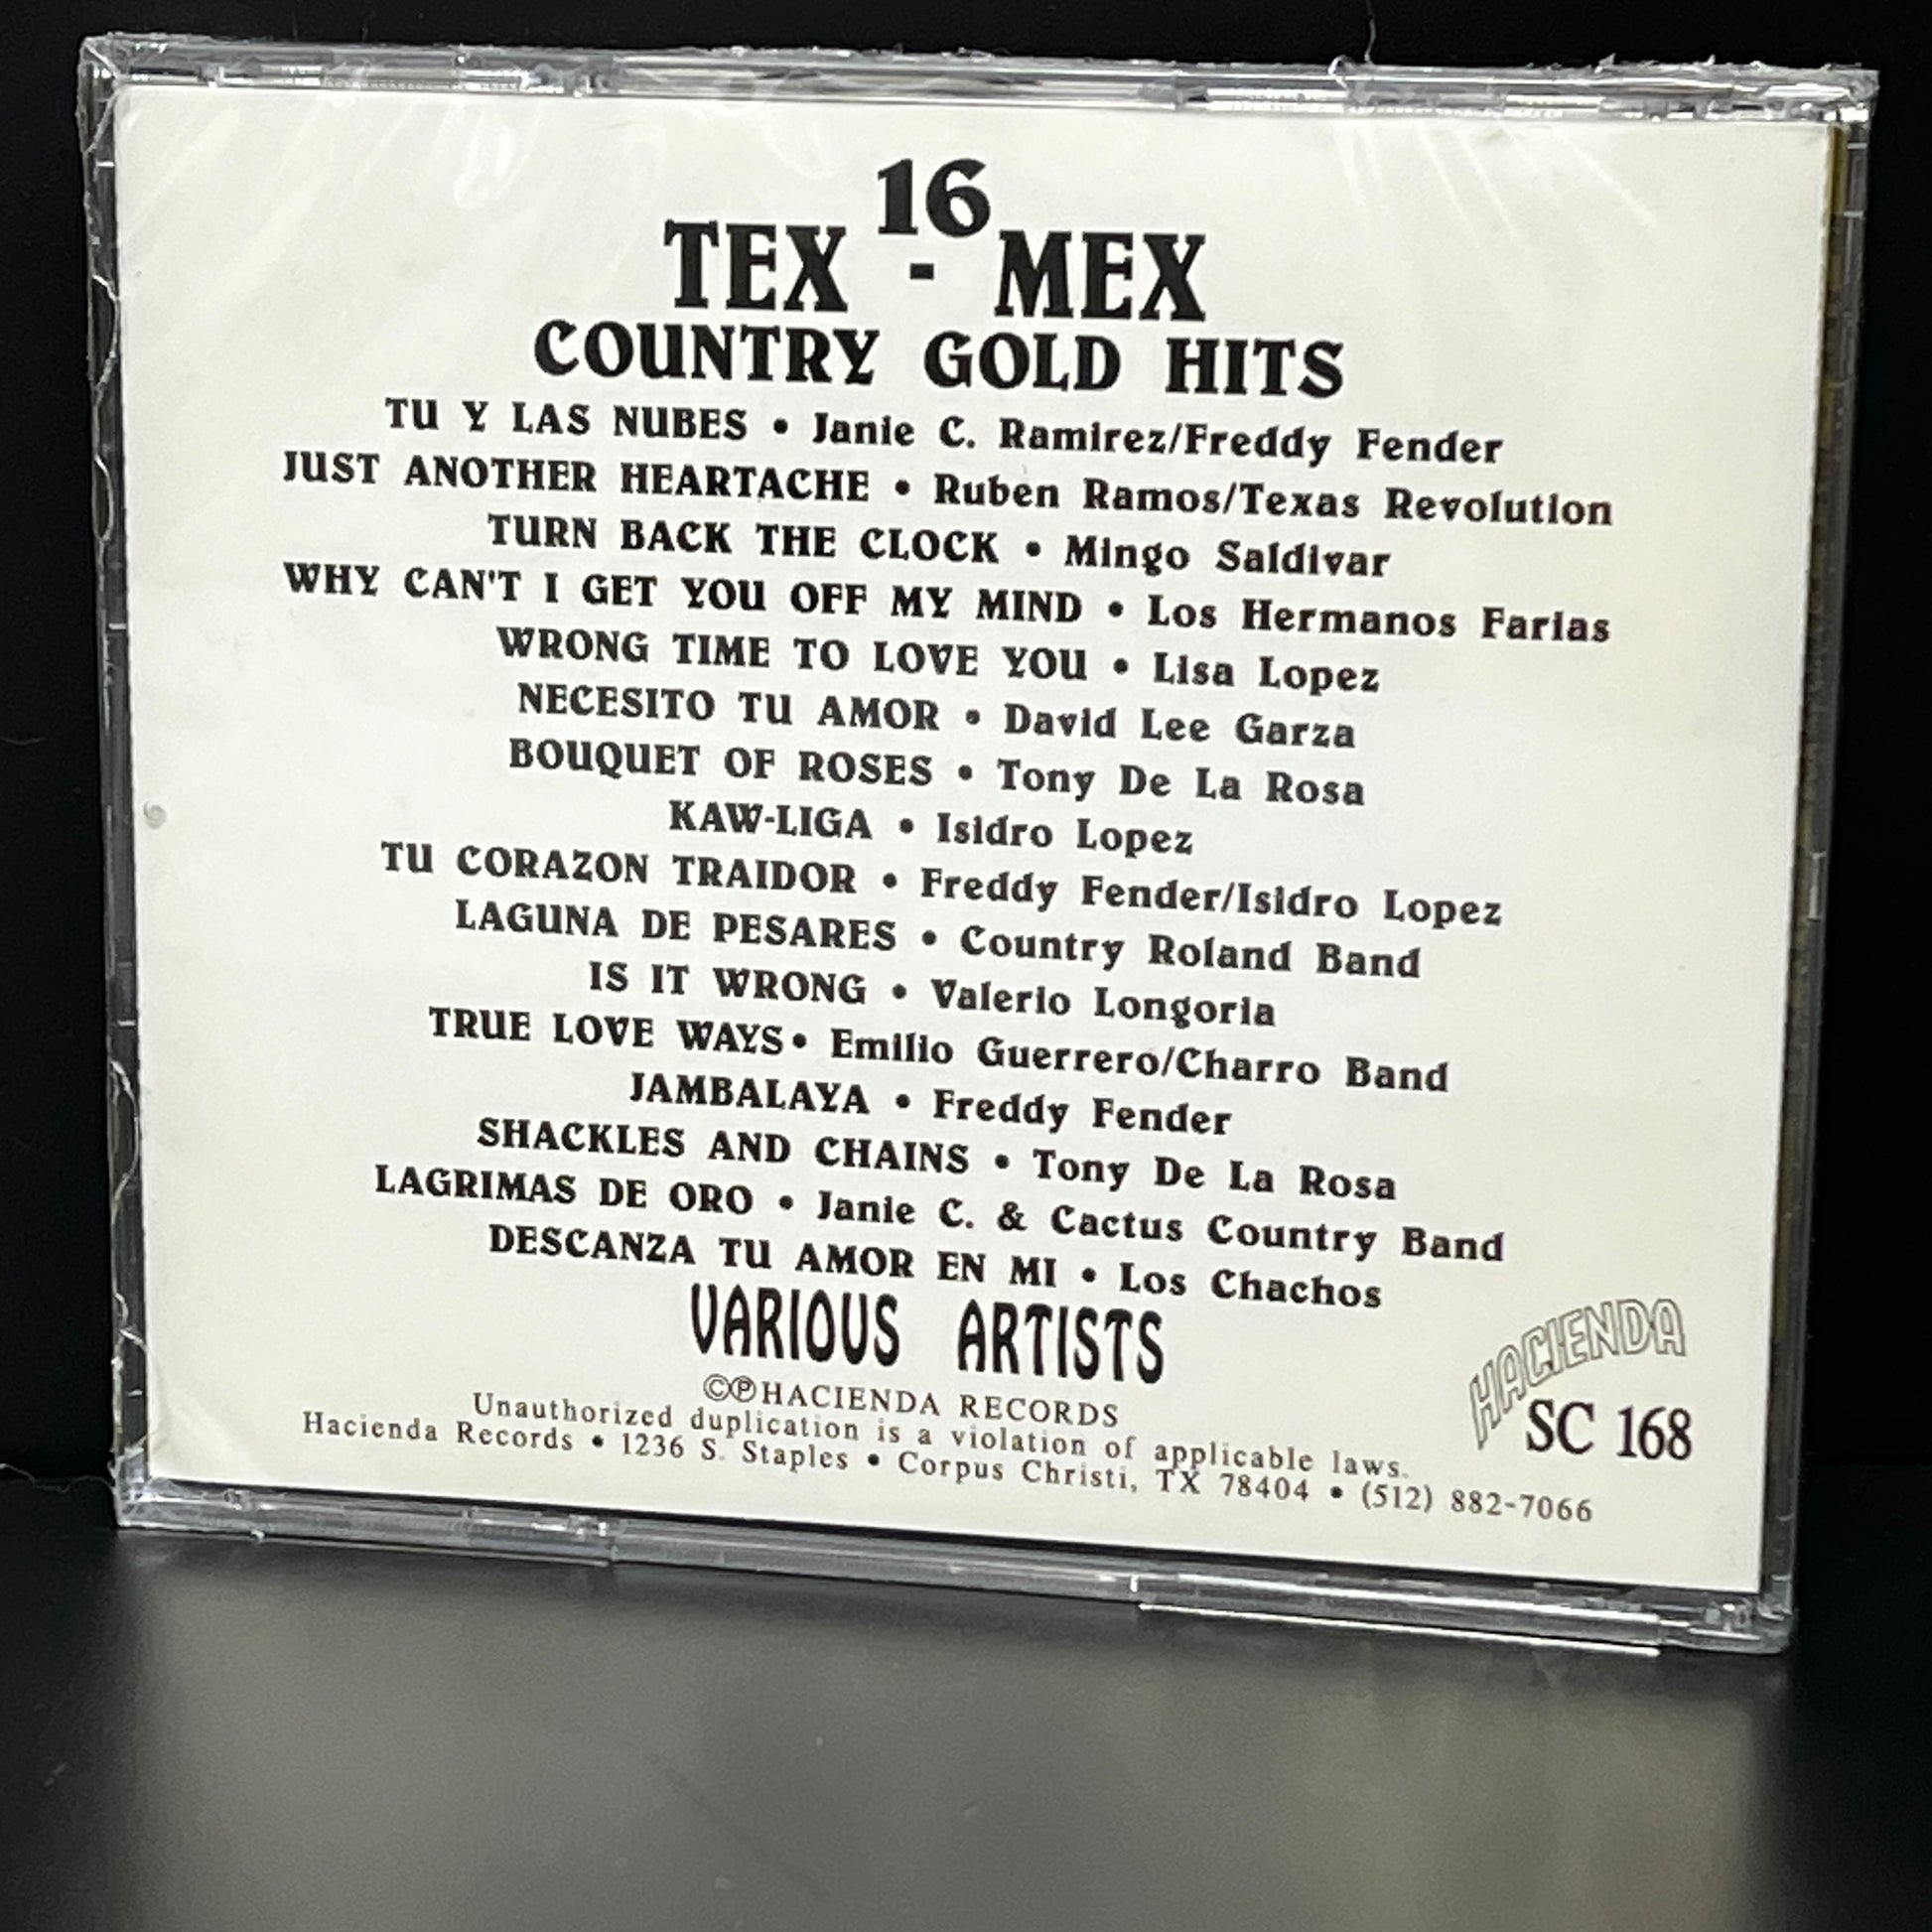 16
TEX - MEX
COUNTRY GOLD HITS
TU Y LAS NUBES • Janie C. Ramirez/Freddy Fender
JUST ANOTHER HEARTACHE • Ruben Ramos/Texas Revolution
TURN BACK THE CLOCK • Mingo Saldivar
WHY CAN'T I GET YOU OFF MY MIND • Los Hermanos Farias
WRONG TIME TO LOVE YOU • Lisa Lopez
NECESITO TU AMOR • David Lee Garza
BOUQUET OF ROSES • Tony De La Rosa
KAW-LIGA • Isidro Lopez
TU CORAZON TRAIDOR • Freddy Fender/Isidro Lopez
LAGUNA DE PESARES • Country Roland Band
IS IT WRONG • Valerio Longoria
TRUE LOVE WAYS • Emilio Guerrero/Charro Band
JAMBALAYA • Freddy Fender
SHACKLES AND CHAINS • Tony De La Rosa
LAGRIMAS DE ORO • Janie C. & Cactus Country Band
DESCANZA TU AMOR EN MI • Los Chachos
VARIOUS ARTISTS
©℗HACIENDA RECORDS
Unauthorized duplication is a violation of applicable laws.
Hacienda Records • 1236 S. Staples • Corpus Christi, TX 78404 • (512) 882-7066
HACIENDA
SC 168